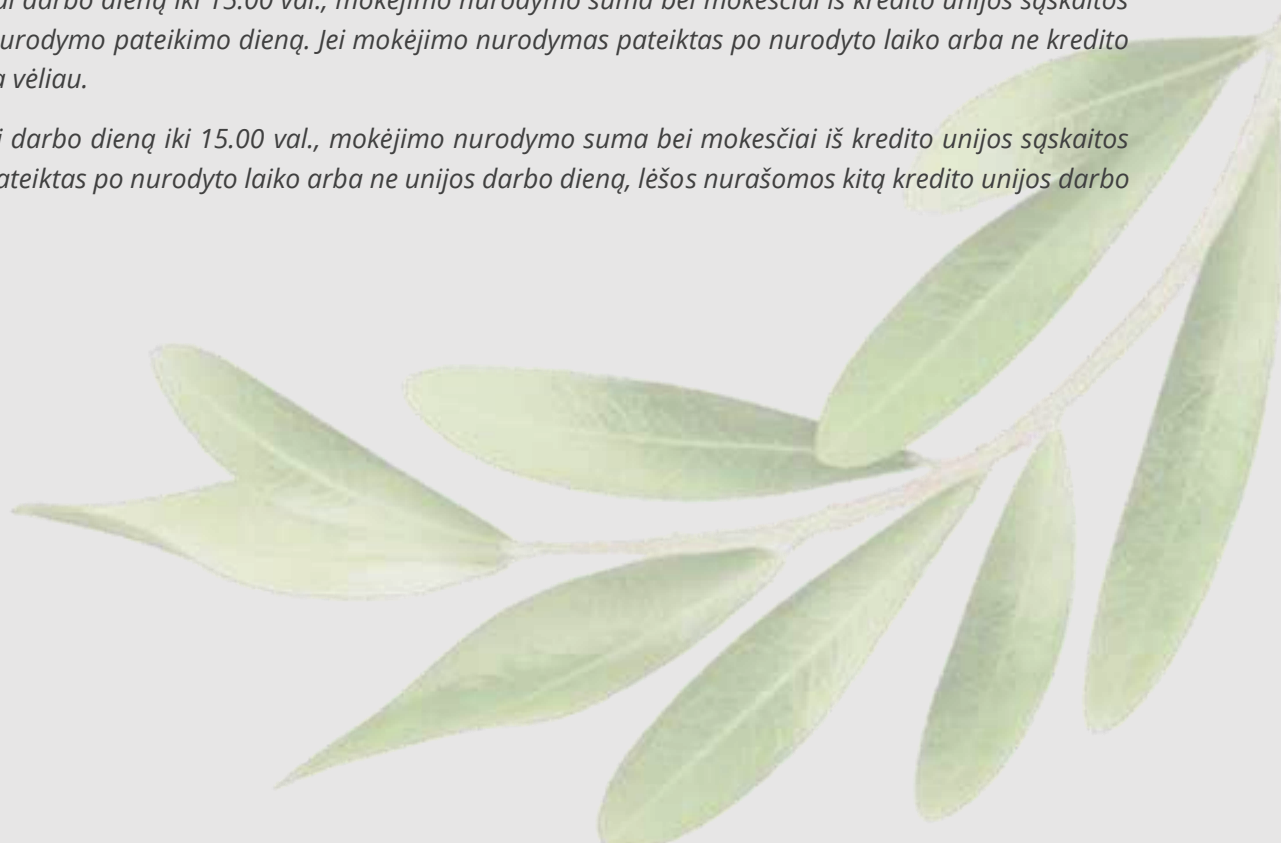 darbo dieną iki 15.00 val., mokėjimo nurodymo suma bei mokesčiai iš kredito unijos sąskaitos
nurodymo pateikimo dieną. Jei mokėjimo nurodymas pateiktas po nurodyto laiko arba ne kredito
vėliau.
i darbo dieną iki 15.00 val., mokėjimo nurodymo suma bei mokesčiai iš kredito unijos sąskaitos
pateiktas po nurodyto laiko arba ne unijos darbo dieną, lėšos nurašomos kitą kredito unijos darbo